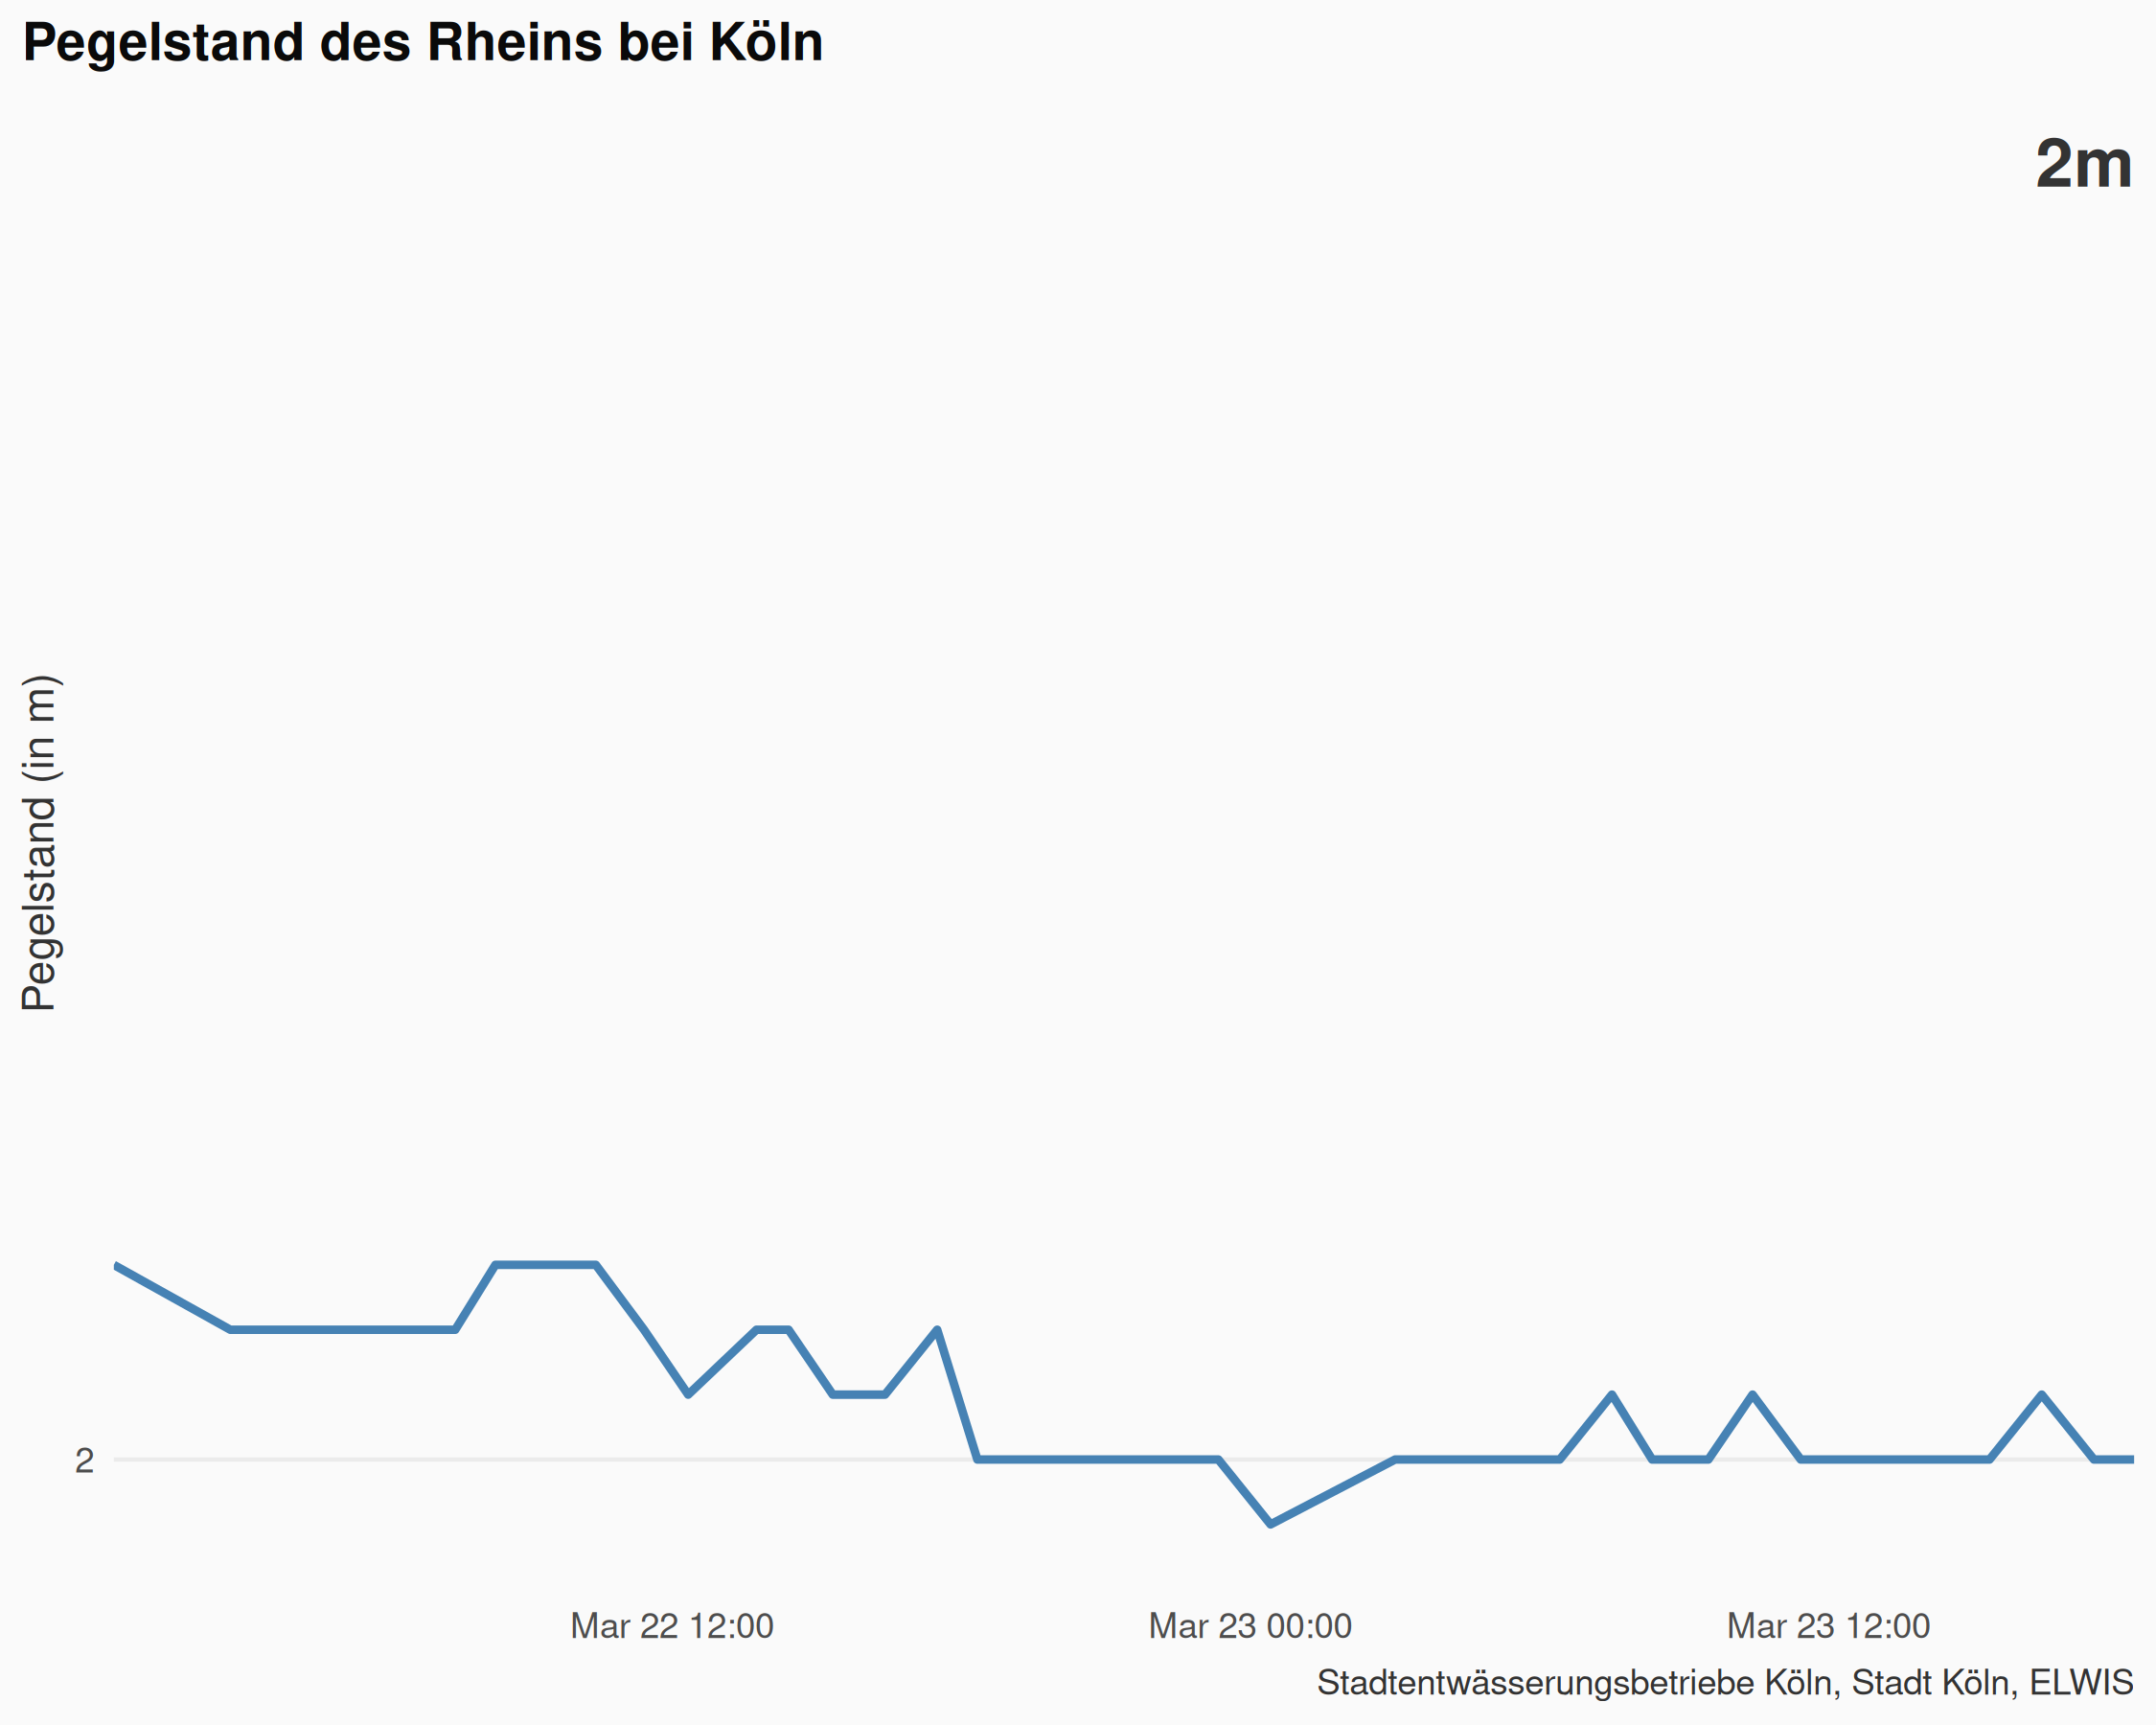 Pegelstand des Rheins bei Köln
2m
Pegelstand (in m)
2
Mar 22 12:00
Mar 23 00:00
Mar 23 12:00
Stadtentwässerungsbetriebe Köln, Stadt Köln, ELWIS